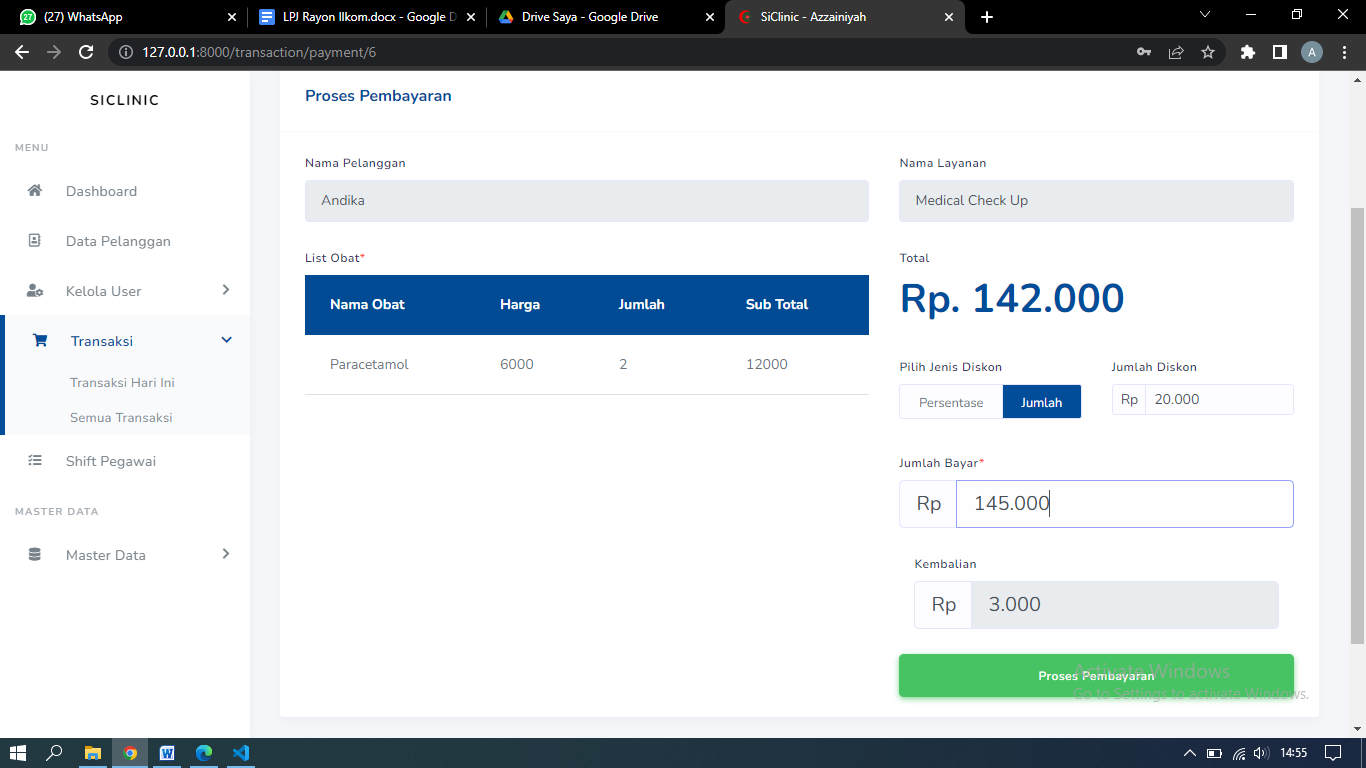 27
(27) WhatsApp
LPJ Rayon Ilkom.docx - Google D
Drive Saya - Google Drive
SiClinic - Azzainiyah
127.0.0.1:8000/transaction/payment/6
A
SICLINIC
MENU
Dashboard
Data Pelanggan
Kelola User
Transaksi
Transaksi Hari Ini
Semua Transaksi
Shift Pegawai
MASTER DATA
Master Data
Proses Pembayaran
Nama Pelanggan
Andika
List Obat*
Nama Obat Harga Jumlah Sub Total
Paracetamol 6000 2 12000
Nama Layanan
Medical Check Up
Total
Rp. 142.000
Pilih Jenis Diskon
Persentase Jumlah
Jumlah Diskon
Rp 20.000
Jumlah Bayar*
Rp 145.000
Kembalian
Rp 3.000
Proses Pembayaran
Activate Windows
Go to Settings to activate Windows.
14:55